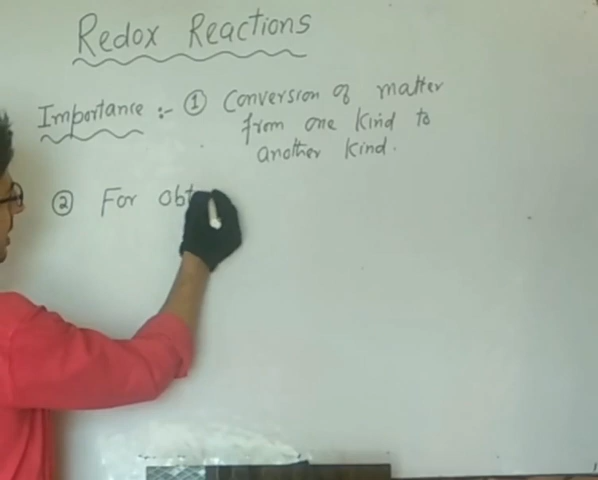 Redox Reactions
Importance :- ① Conversion of matter
from one kind to
another kind.
② For obt